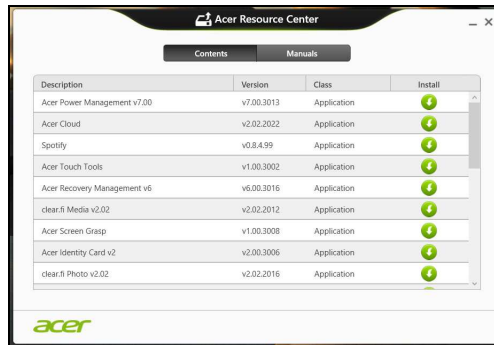 Acer Resource Center
Contents Manuals
Description Version Class Install
Acer Power Management v7.00 v7.00.3013 Application
Acer Cloud v2.02.2022 Application
Spotify v0.8.4.99 Application
Acer Touch Tools v1.00.3002 Application
Acer Recovery Management v6 v6.00.3016 Application
clear.fi Media v2.02 v2.02.2012 Application
Acer Screen Grasp v1.00.3008 Application
Acer Identity Card v2 v2.00.3006 Application
clear.fi Photo v2.02 v2.02.2016 Application
acer